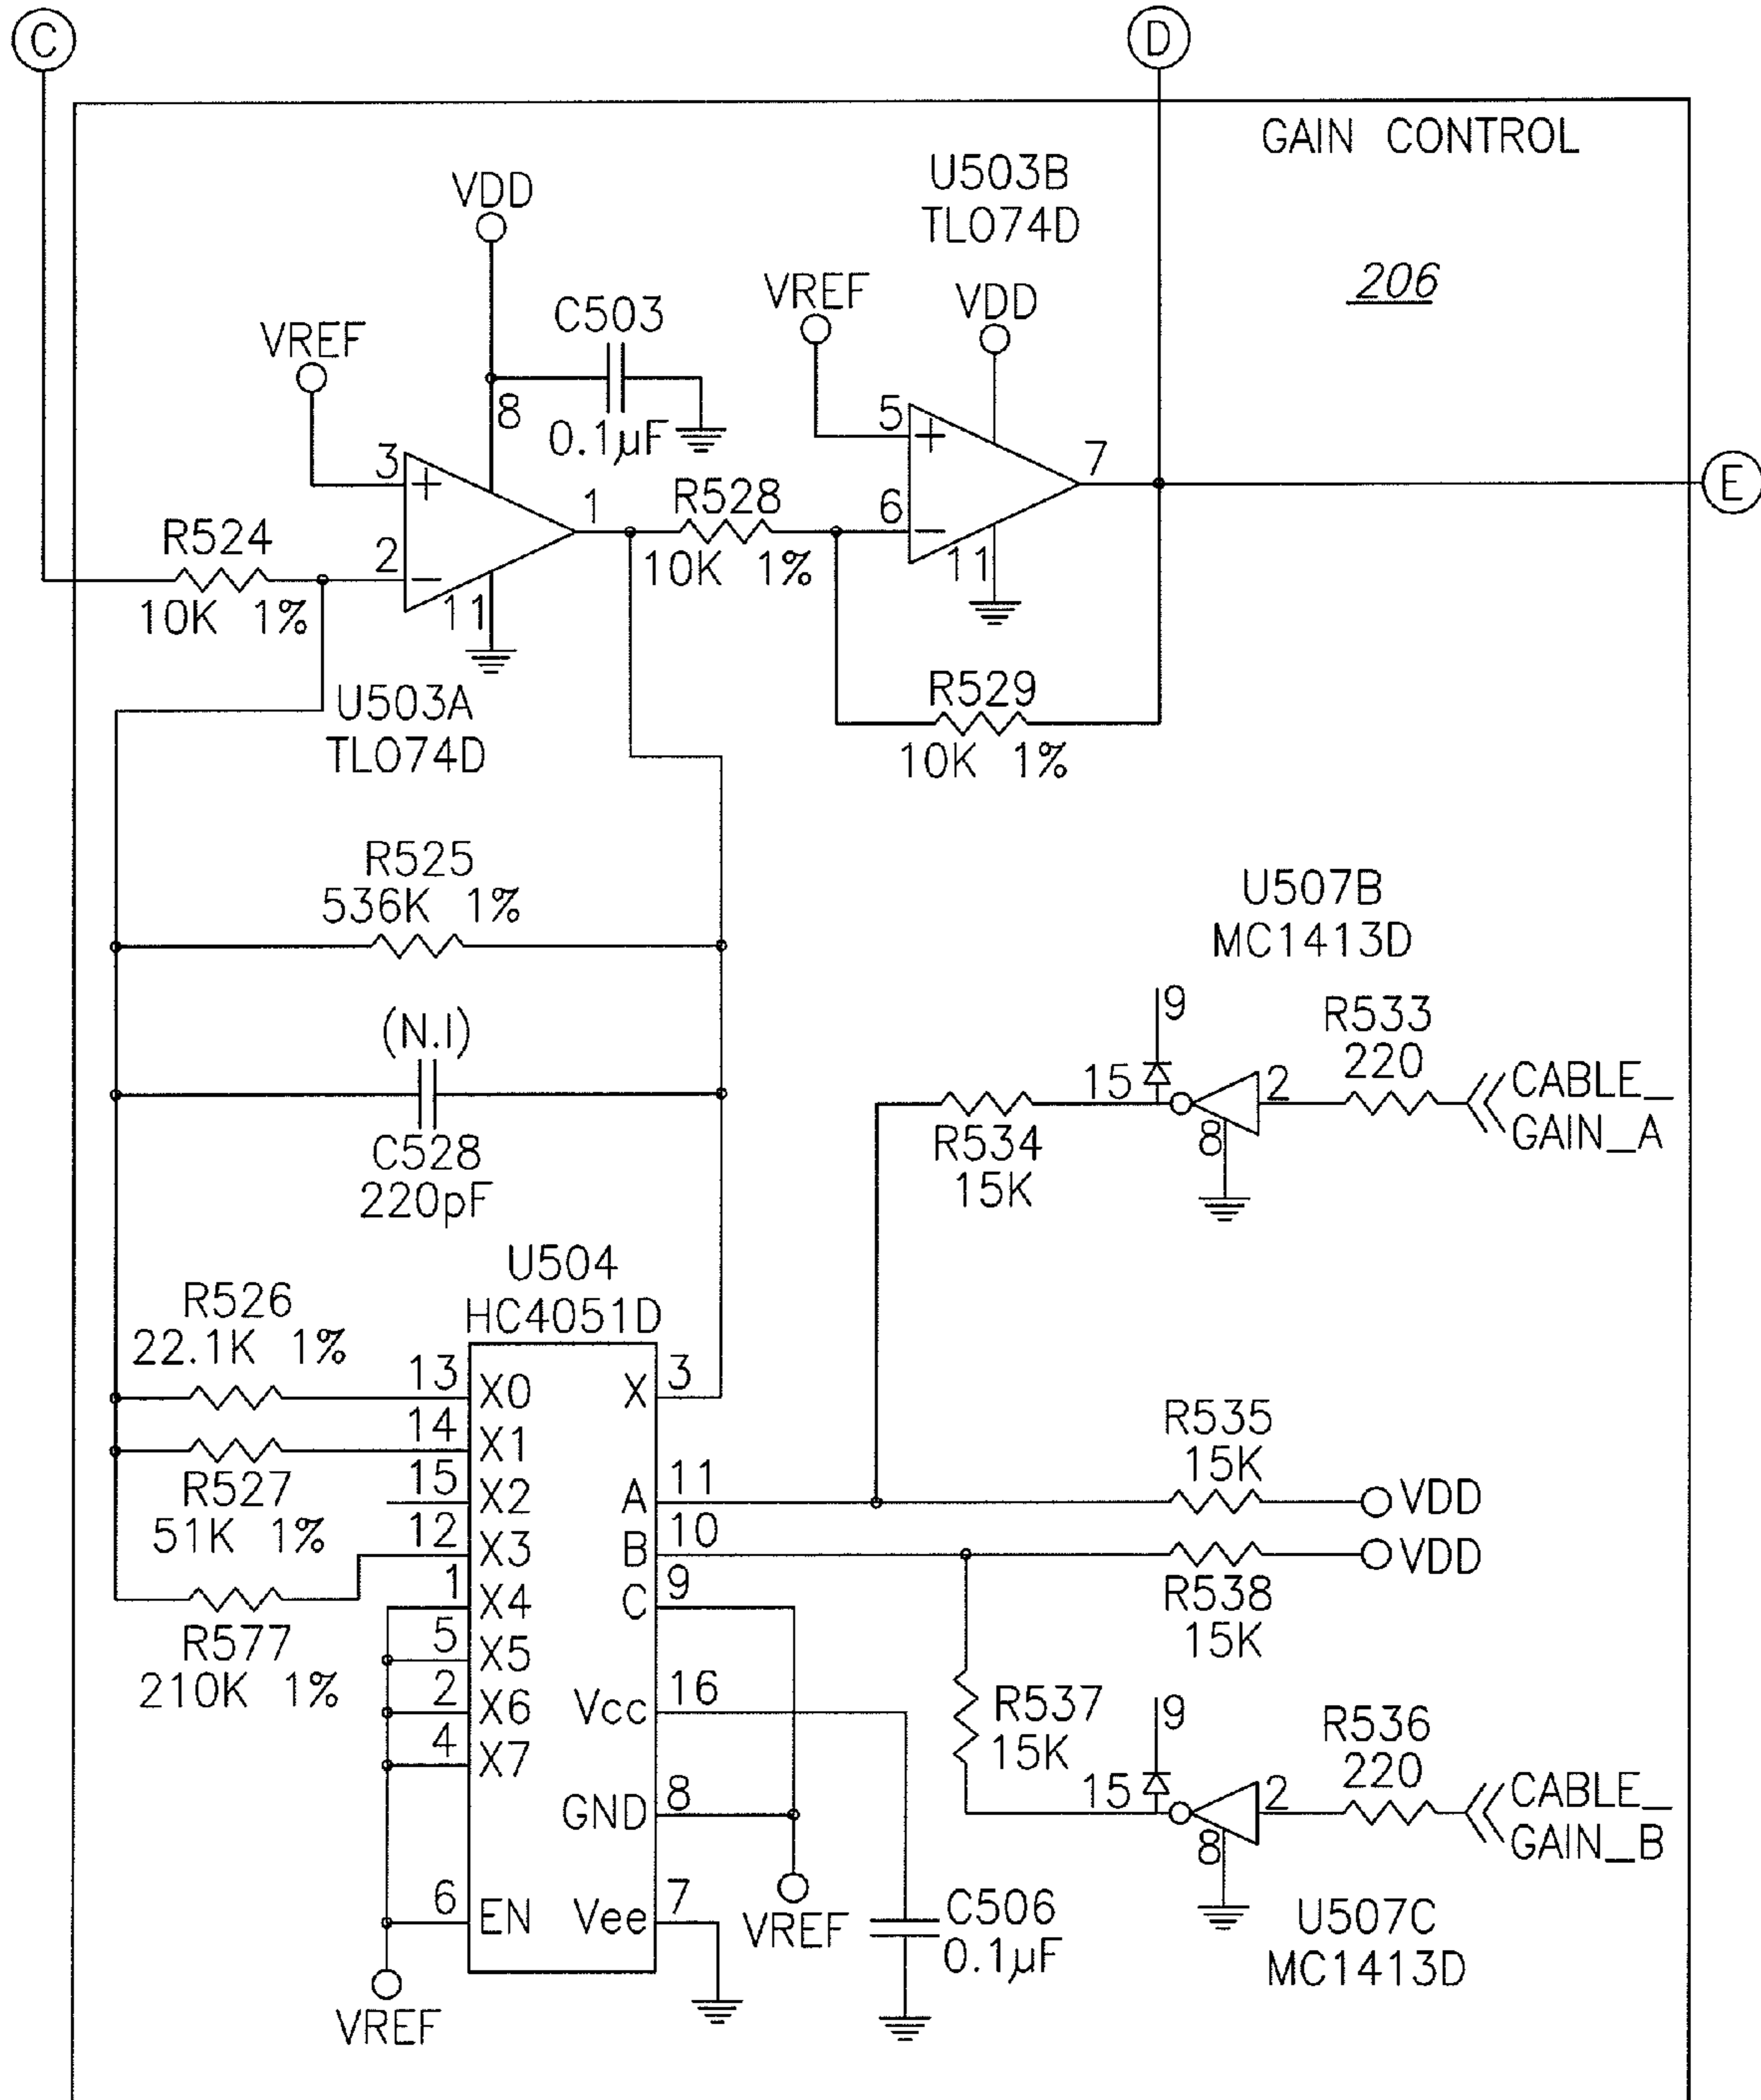 C
D
GAIN CONTROL
206
VDD
U503B
TL074D
C503
0.1µF
VREF
VREF
VDD
8
3
+
2
−
1
11
5
+
6
−
7
11
E
R524
10K 1%
R528
10K 1%
U503A
TL074D
R529
10K 1%
R525
536K 1%
(N.I)
C528
220pF
U507B
MC1413D
9
R533
220
15
2
8
CABLE_
GAIN_A
R534
15K
U504
HC4051D
R526
22.1K 1%
13
X0
X
3
14
X1
R527
51K 1%
15
X2
A
11
R535
15K
VDD
12
X3
B
10
VDD
R538
15K
1
X4
C
9
R577
210K 1%
5
X5
2
X6
Vcc
16
4
X7
GND
8
R537
15K
9
R536
220
15
2
8
CABLE_
GAIN_B
6
EN
Vee
7
VREF
VREF
C506
0.1µF
U507C
MC1413D